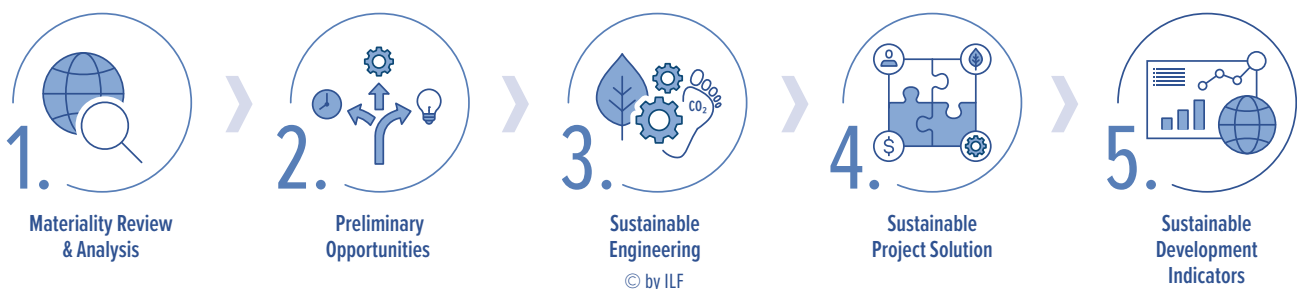 1.
Materiality Review
& Analysis
2.
Preliminary
Opportunities
CO₂
3.
Sustainable
Engineering
© by ILF
$
4.
Sustainable
Project Solution
5.
Sustainable
Development
Indicators